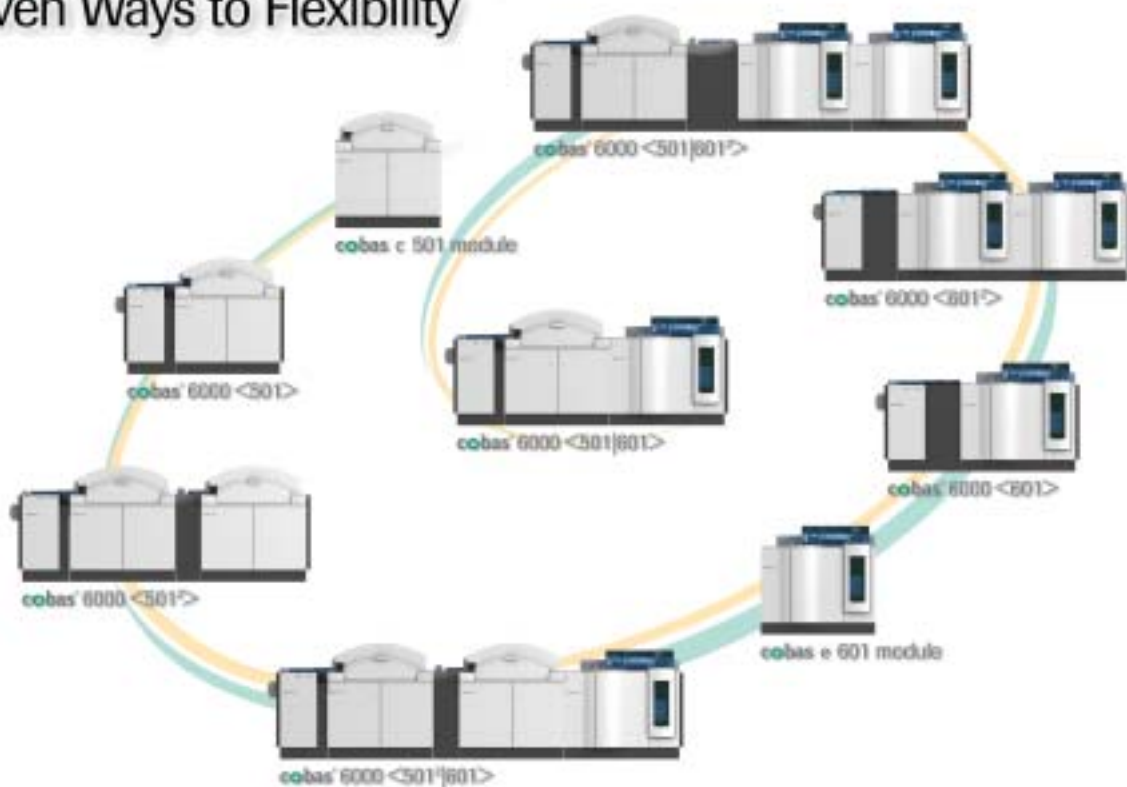 ven Ways to Flexibility
cobas® 6000 <501|601²>
cobas c 501 module
cobas® 6000 <601²>
cobas® 6000 <501>
cobas® 6000 <501|601>
cobas® 6000 <601>
cobas® 6000 <501²>
cobas e 601 module
cobas® 6000 <501²|601>